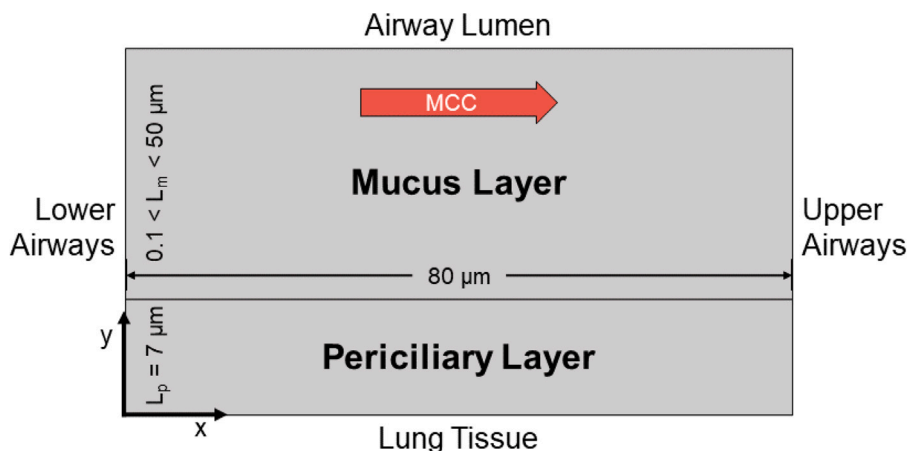 Airway Lumen
MCC
0.1 < Lm < 50 µm
Mucus Layer
Lower
Airways
Upper
Airways
80 µm
y
Lp = 7 µm
Periciliary Layer
x
Lung Tissue